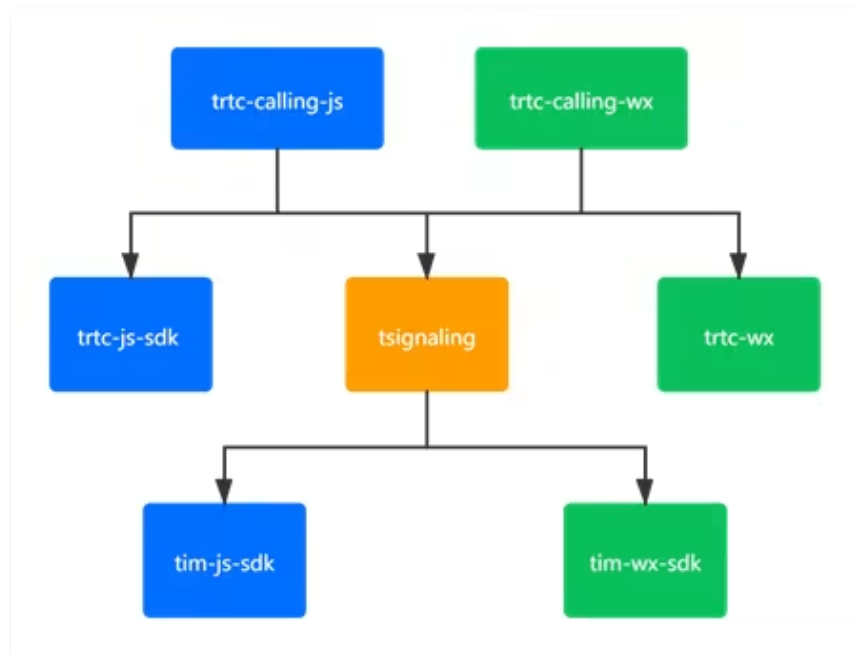 trtc-calling-js
trtc-calling-wx
trtc-js-sdk
tsignaling
trtc-wx
tim-js-sdk
tim-wx-sdk